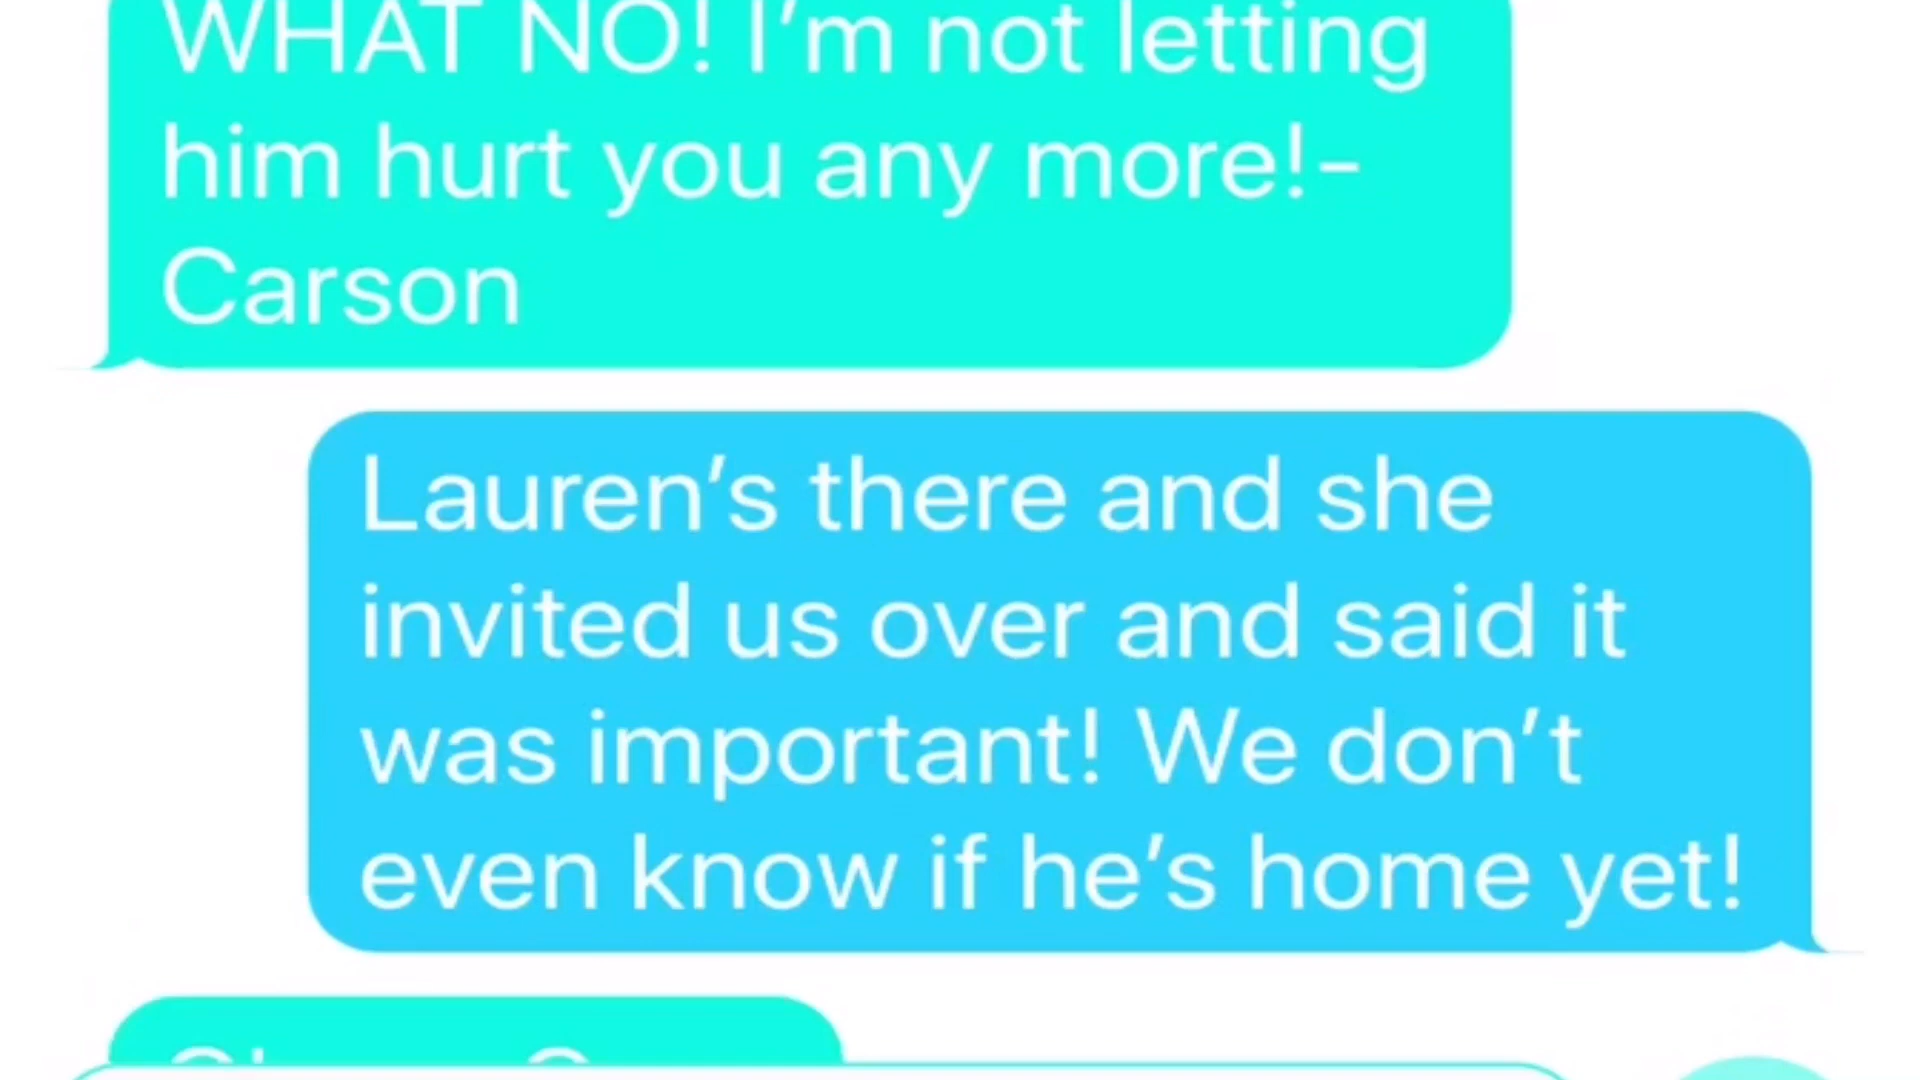 WHAT NO! I’m not letting
him hurt you any more!-
Carson
Lauren’s there and she
invited us over and said it
was important! We don’t
even know if he’s home yet!